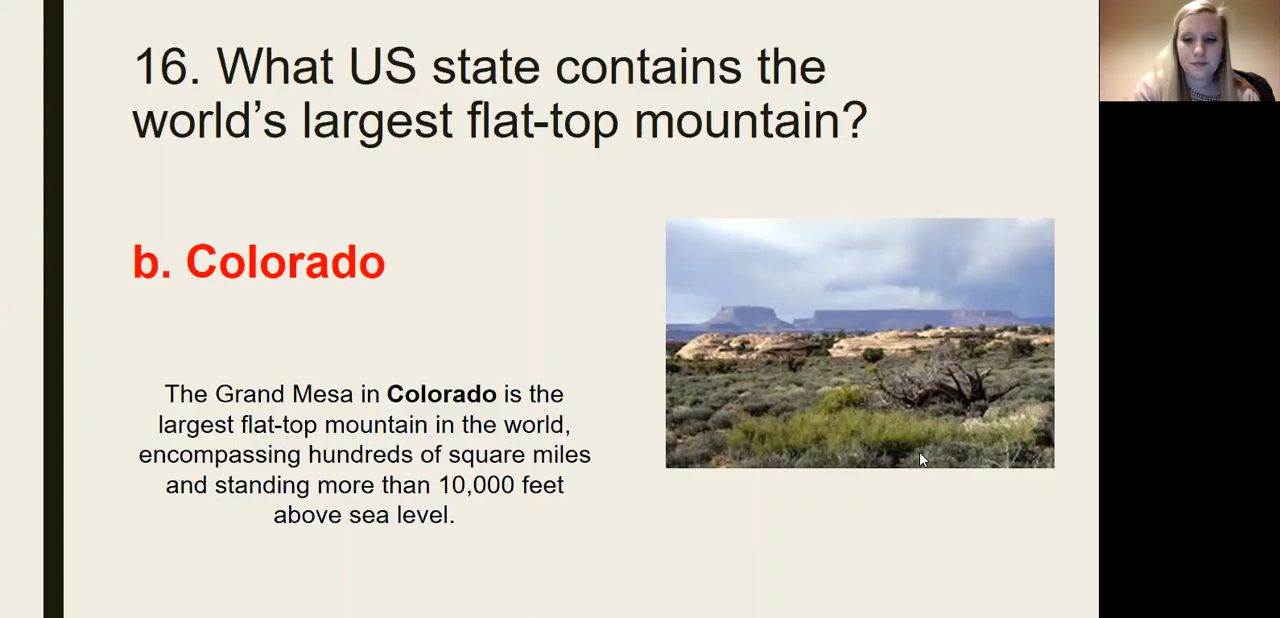 16. What US state contains the
world’s largest flat-top mountain?
b. Colorado
The Grand Mesa in Colorado is the
largest flat-top mountain in the world,
encompassing hundreds of square miles
and standing more than 10,000 feet
above sea level.